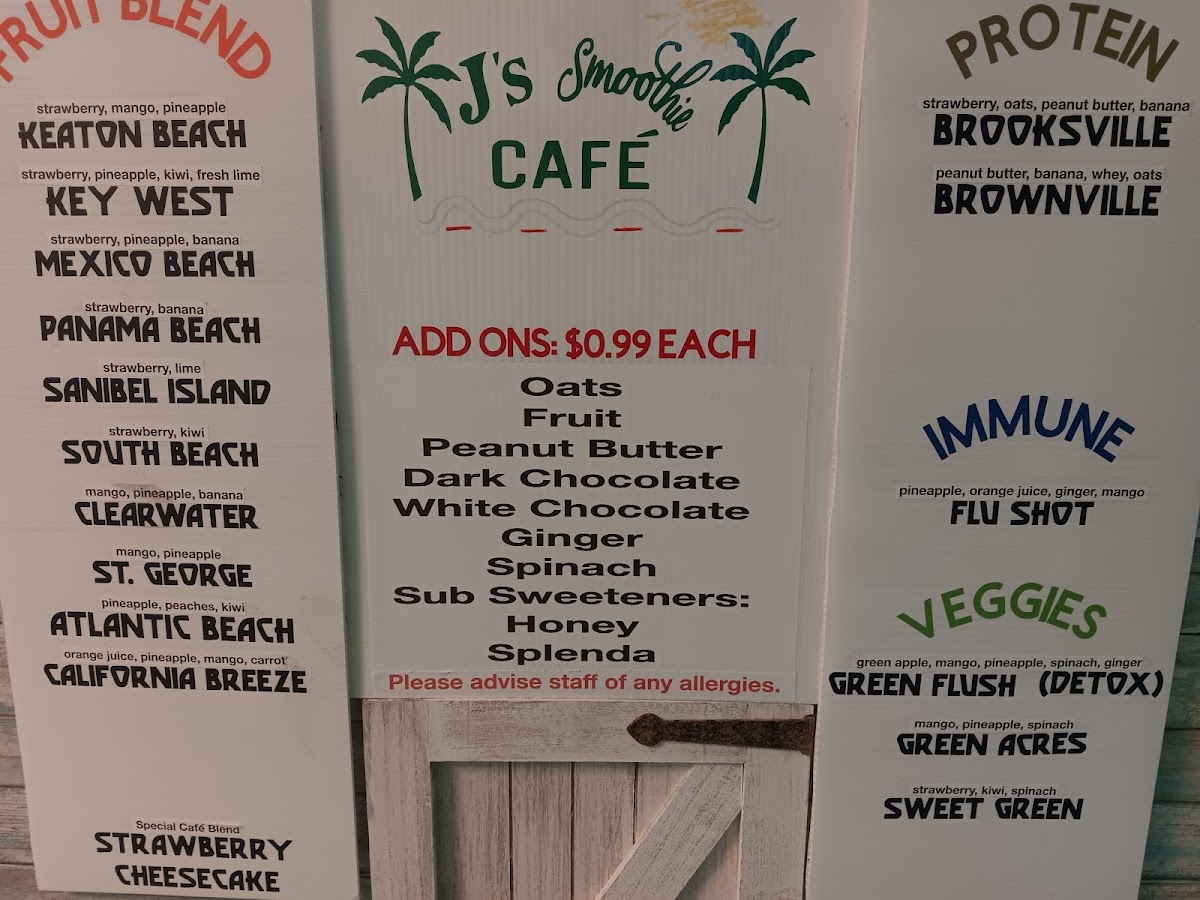 FRUIT BLEND
strawberry, mango, pineapple
KEATON BEACH
strawberry, pineapple, kiwi, fresh lime
KEY WEST
strawberry, pineapple, banana
MEXICO BEACH
strawberry, banana
PANAMA BEACH
strawberry, lime
SANIBEL ISLAND
strawberry, kiwi
SOUTH BEACH
mango, pineapple, banana
CLEARWATER
mango, pineapple
ST. GEORGE
pineapple, peaches, kiwi
ATLANTIC BEACH
orange juice, pineapple, mango, carrot
CALIFORNIA BREEZE
Special Café Blend
STRAWBERRY
CHEESECAKE
J's Smoothie
CAFÉ
ADD ONS: $0.99 EACH
Oats
Fruit
Peanut Butter
Dark Chocolate
White Chocolate
Ginger
Spinach
Sub Sweeteners:
Honey
Splenda
Please advise staff of any allergies.
PROTEIN
strawberry, oats, peanut butter, banana
BROOKSVILLE
peanut butter, banana, whey, oats
BROWNVILLE
IMMUNE
pineapple, orange juice, ginger, mango
FLU SHOT
VEGGIES
green apple, mango, pineapple, spinach, ginger
GREEN FLUSH (DETOX)
mango, pineapple, spinach
GREEN ACRES
strawberry, kiwi, spinach
SWEET GREEN